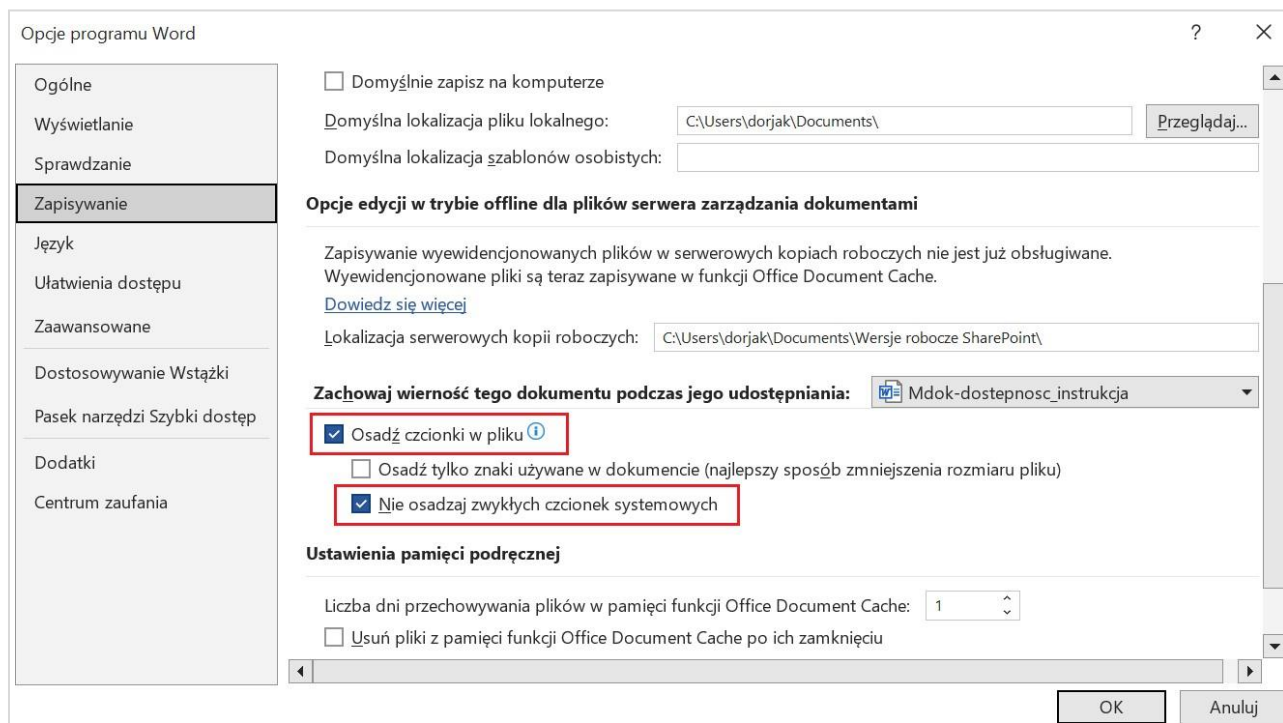 Opcje programu Word
?
Ogólne
Wyświetlanie
Sprawdzanie
Zapisywanie
Język
Ułatwienia dostępu
Zaawansowane
Dostosowywanie Wstążki
Pasek narzędzi Szybki dostęp
Dodatki
Centrum zaufania
Domyślnie zapisz na komputerze
Domyślna lokalizacja pliku lokalnego: C:\Users\dorjak\Documents\ Przeglądaj...
Domyślna lokalizacja szablonów osobistych:
Opcje edycji w trybie offline dla plików serwera zarządzania dokumentami
Zapisywanie wyewidencjonowanych plików w serwerowych kopiach roboczych nie jest już obsługiwane.
Wyewidencjonowane pliki są teraz zapisywane w funkcji Office Document Cache.
Dowiedz się więcej
Lokalizacja serwerowych kopii roboczych: C:\Users\dorjak\Documents\Wersje robocze SharePoint\
Zachowaj wierność tego dokumentu podczas jego udostępniania: Mdok-dostepnosc_instrukcja
Osadź czcionki w pliku
Osadź tylko znaki używane w dokumencie (najlepszy sposób zmniejszenia rozmiaru pliku)
Nie osadzaj zwykłych czcionek systemowych
Ustawienia pamięci podręcznej
Liczba dni przechowywania plików w pamięci funkcji Office Document Cache: 1
Usuń pliki z pamięci funkcji Office Document Cache po ich zamknięciu
OK Anuluj